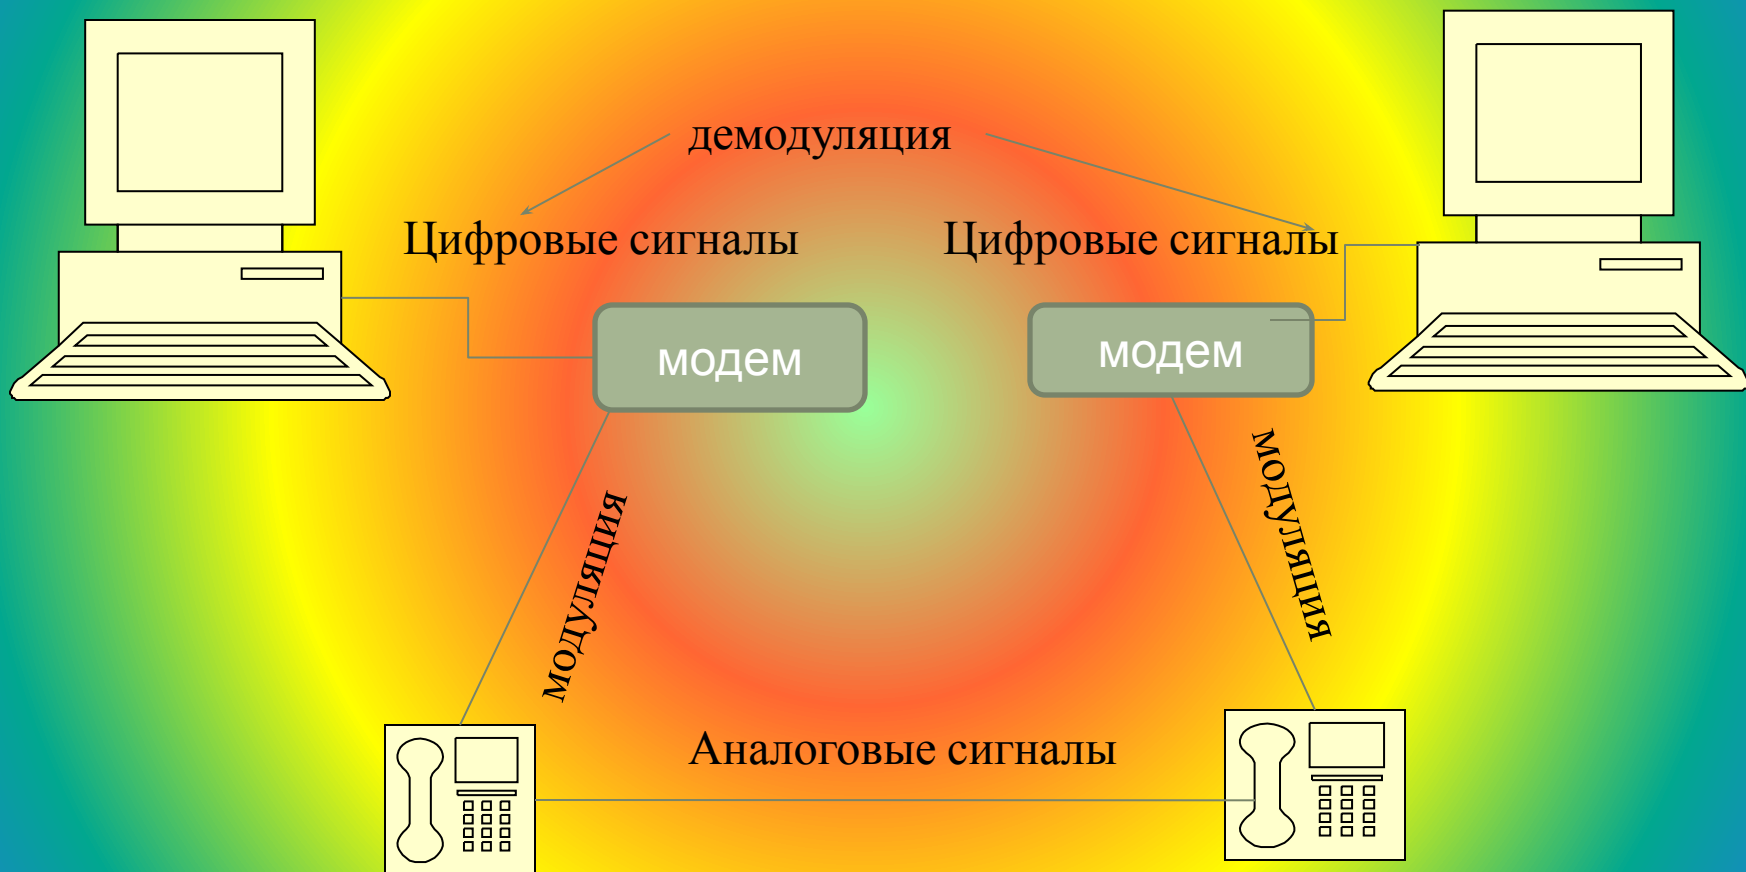 демодуляция
Цифровые сигналы
Цифровые сигналы
модем
модем
модуляция
модуляция
Аналоговые сигналы